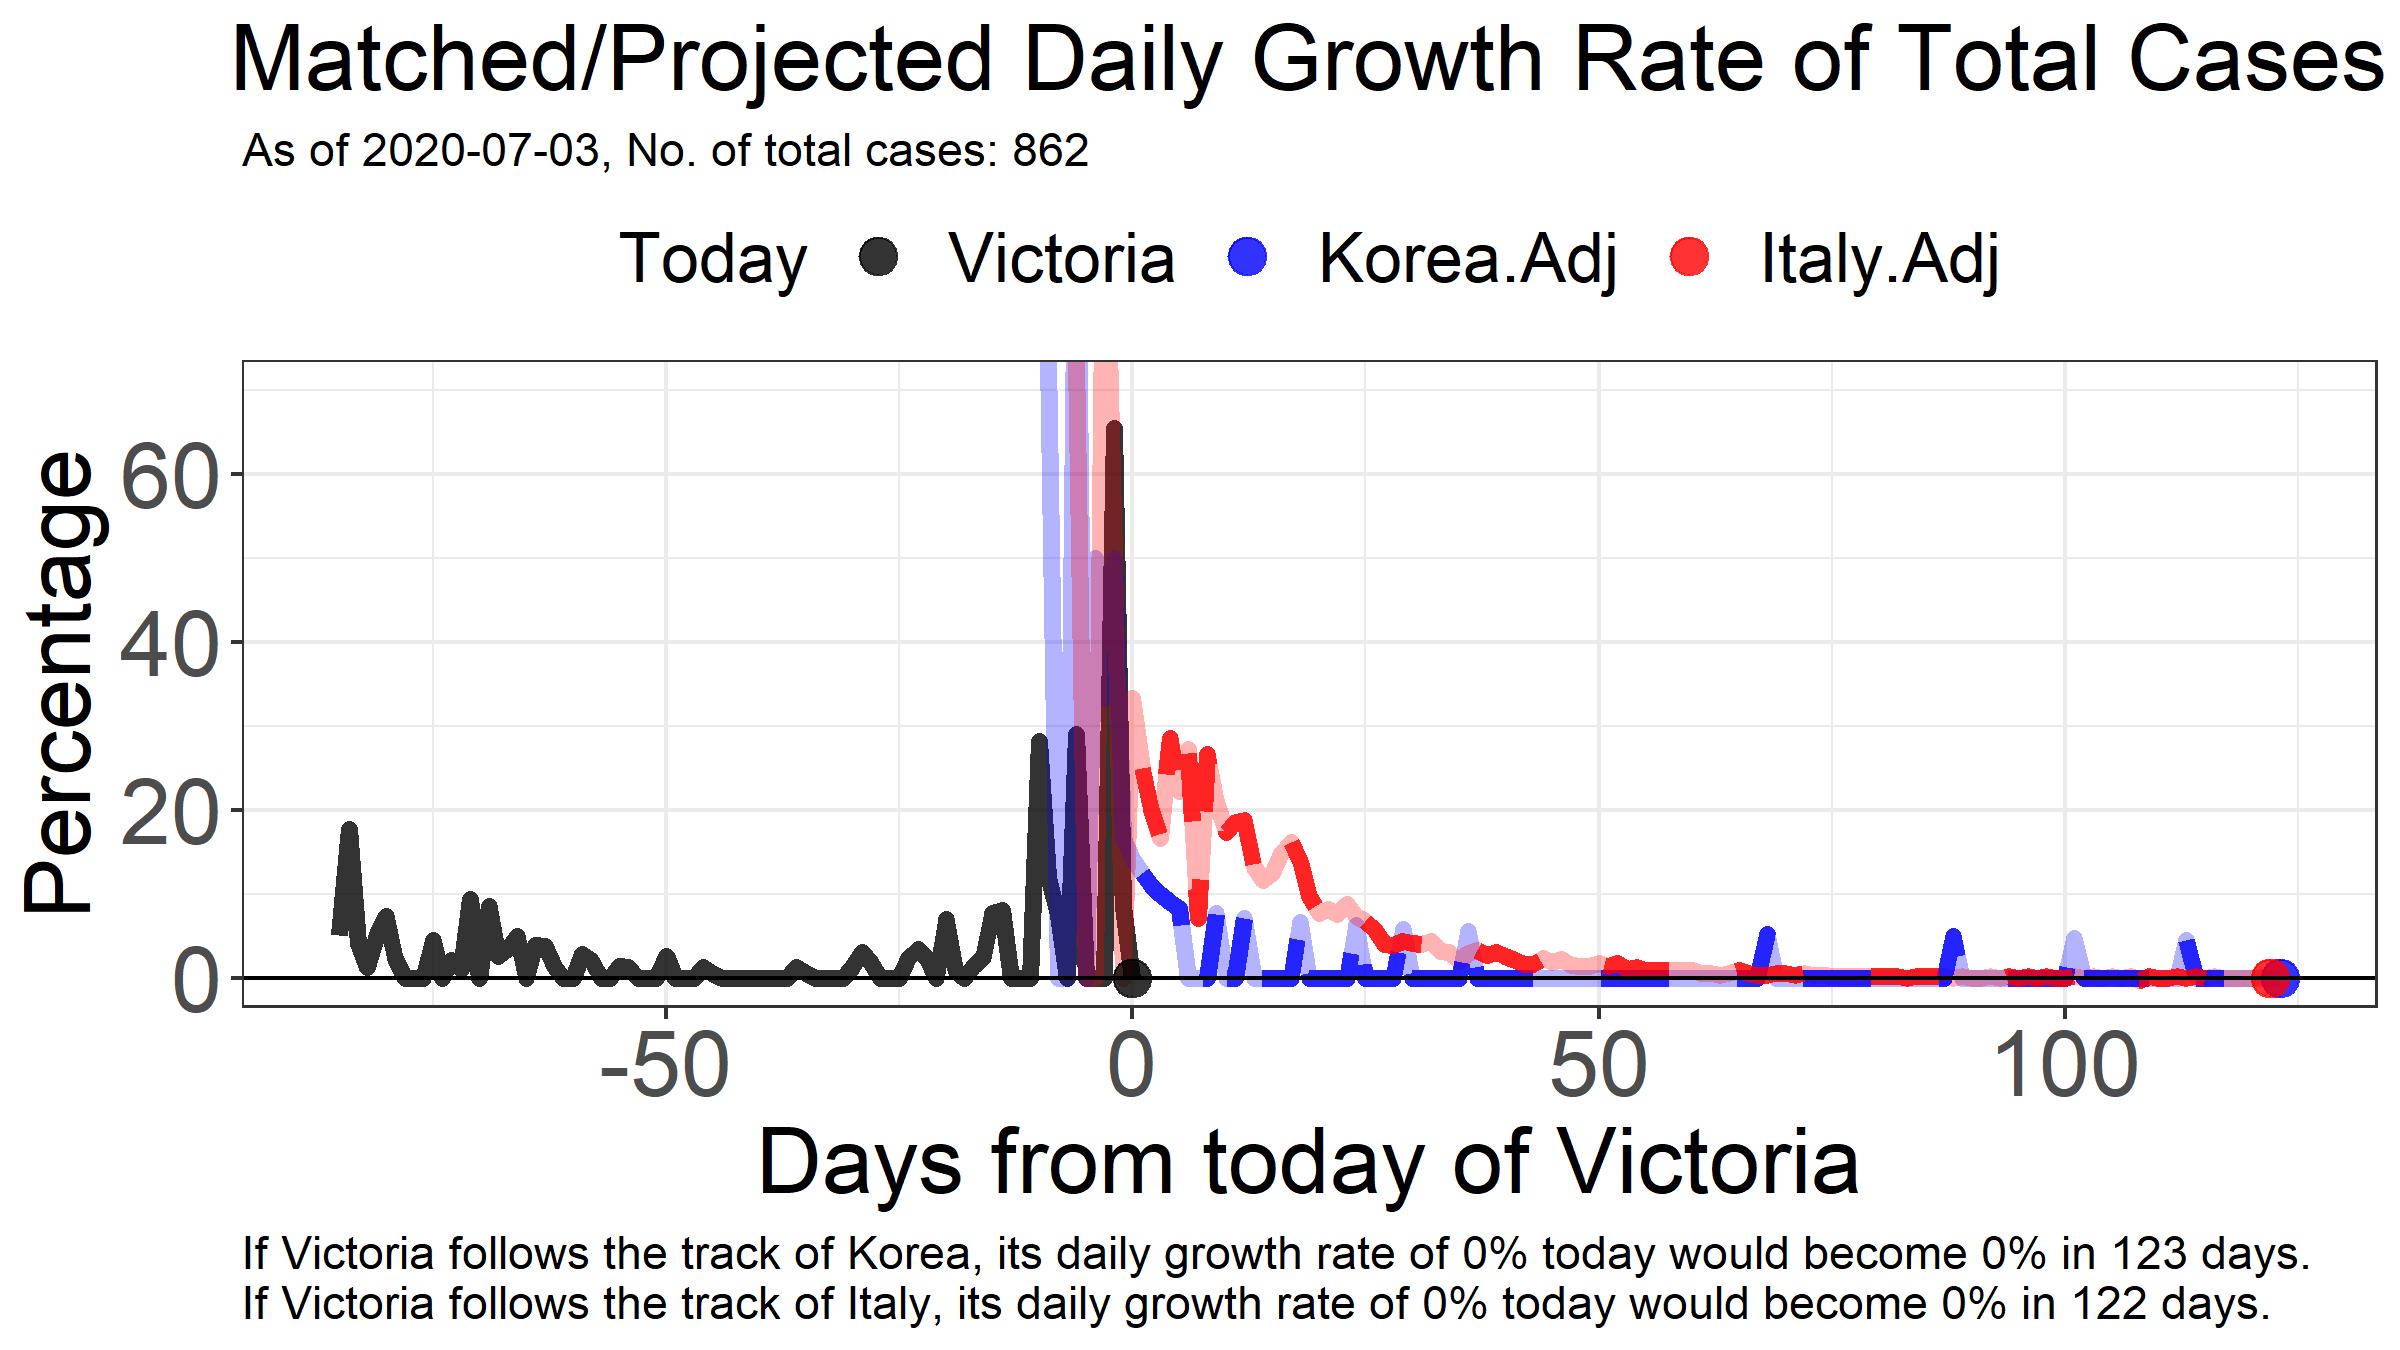 Matched/Projected Daily Growth Rate of Total Cases
As of 2020-07-03, No. of total cases: 862
Today Victoria Korea.Adj Italy.Adj
Percentage
60
40
20
0
-50 0 50 100
Days from today of Victoria
If Victoria follows the track of Korea, its daily growth rate of 0% today would become 0% in 123 days.
If Victoria follows the track of Italy, its daily growth rate of 0% today would become 0% in 122 days.